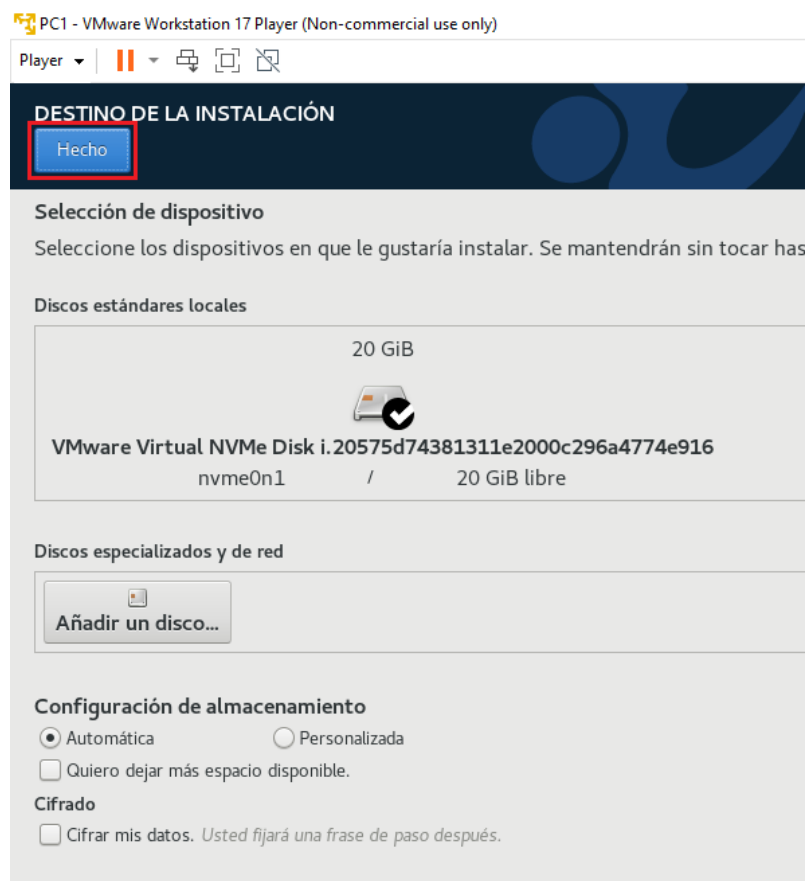 PC1 - VMware Workstation 17 Player (Non-commercial use only)
Player
DESTINO DE LA INSTALACIÓN
Hecho
Selección de dispositivo
Seleccione los dispositivos en que le gustaría instalar. Se mantendrán sin tocar has
Discos estándares locales
20 GiB
VMware Virtual NVMe Disk i.20575d74381311e2000c296a4774e916
nvme0n1 / 20 GiB libre
Discos especializados y de red
Añadir un disco...
Configuración de almacenamiento
Automática Personalizada
Quiero dejar más espacio disponible.
Cifrado
Cifrar mis datos. Usted fijará una frase de paso después.